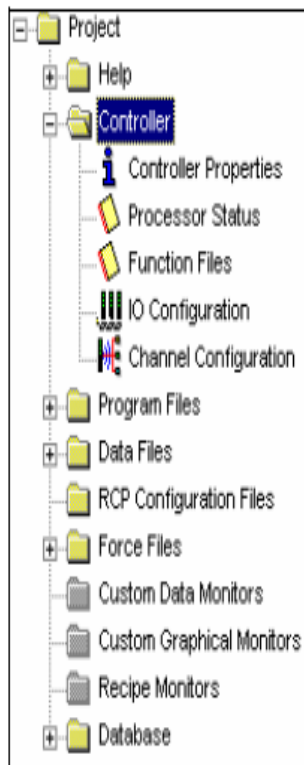 Project
Help
Controller
Controller Properties
Processor Status
Function Files
IO Configuration
Channel Configuration
Program Files
Data Files
RCP Configuration Files
Force Files
Custom Data Monitors
Custom Graphical Monitors
Recipe Monitors
Database